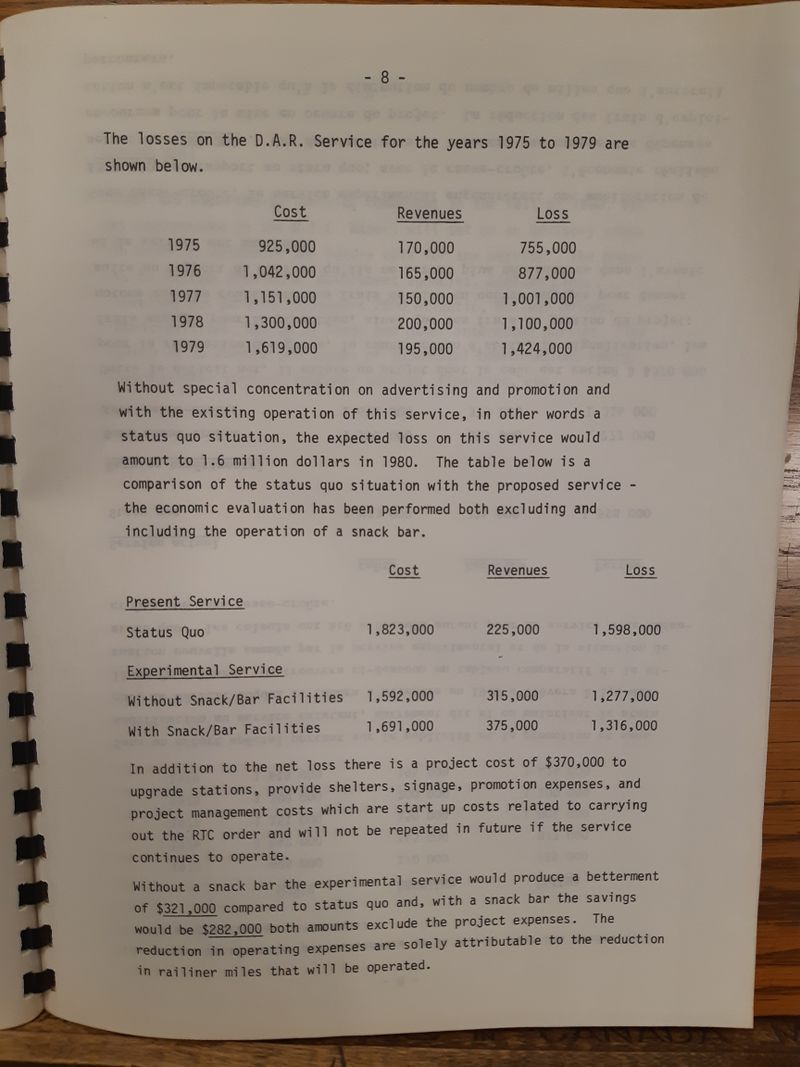 - 8 -
The losses on the D.A.R. Service for the years 1975 to 1979 are
shown below.
Cost Revenues Loss
1975 925,000 170,000 755,000
1976 1,042,000 165,000 877,000
1977 1,151,000 150,000 1,001,000
1978 1,300,000 200,000 1,100,000
1979 1,619,000 195,000 1,424,000
Without special concentration on advertising and promotion and
with the existing operation of this service, in other words a
status quo situation, the expected loss on this service would
amount to 1.6 million dollars in 1980. The table below is a
comparison of the status quo situation with the proposed service -
the economic evaluation has been performed both excluding and
including the operation of a snack bar.
Cost Revenues Loss
Present Service
Status Quo 1,823,000 225,000 1,598,000
Experimental Service
Without Snack/Bar Facilities 1,592,000 315,000 1,277,000
With Snack/Bar Facilities 1,691,000 375,000 1,316,000
In addition to the net loss there is a project cost of $370,000 to
upgrade stations, provide shelters, signage, promotion expenses, and
project management costs which are start up costs related to carrying
out the RTC order and will not be repeated in future if the service
continues to operate.
Without a snack bar the experimental service would produce a betterment
of $321,000 compared to status quo and, with a snack bar the savings
would be $282,000 both amounts exclude the project expenses. The
reduction in operating expenses are solely attributable to the reduction
in railiner miles that will be operated.